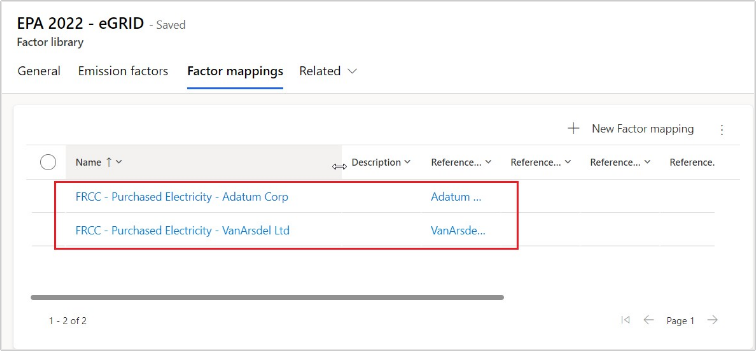 EPA 2022 - eGRID - Saved
Factor library
General Emission factors Factor mappings Related
New Factor mapping
Name Description Reference... Reference... Reference... Reference.
FRCC - Purchased Electricity - Adatum Corp Adatum ...
FRCC - Purchased Electricity - VanArsdel Ltd VanArsde...
1 - 2 of 2 Page 1